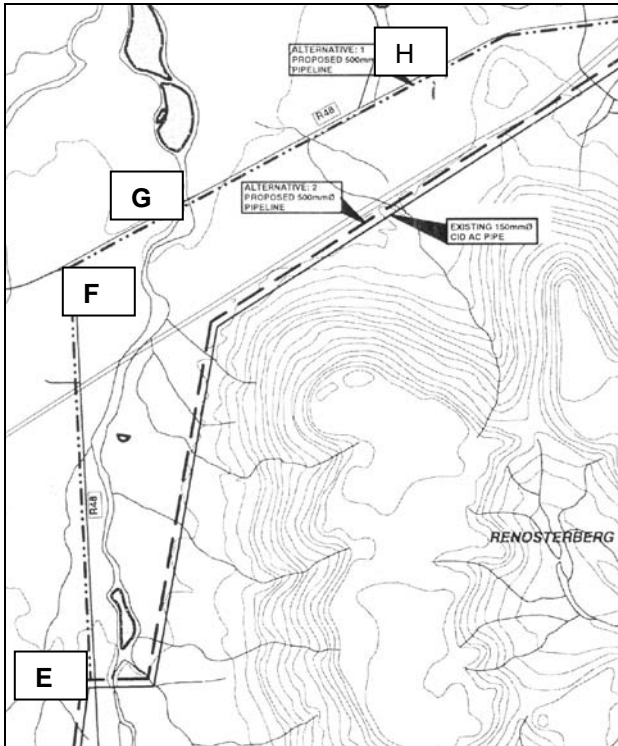 ALTERNATIVE: 1
PROPOSED 500mm
PIPELINE
H
R48
G
ALTERNATIVE: 2
PROPOSED 500mmØ
PIPELINE
EXISTING 150mmØ
CID AC PIPE
F
R48
RENOSTERBERG
E